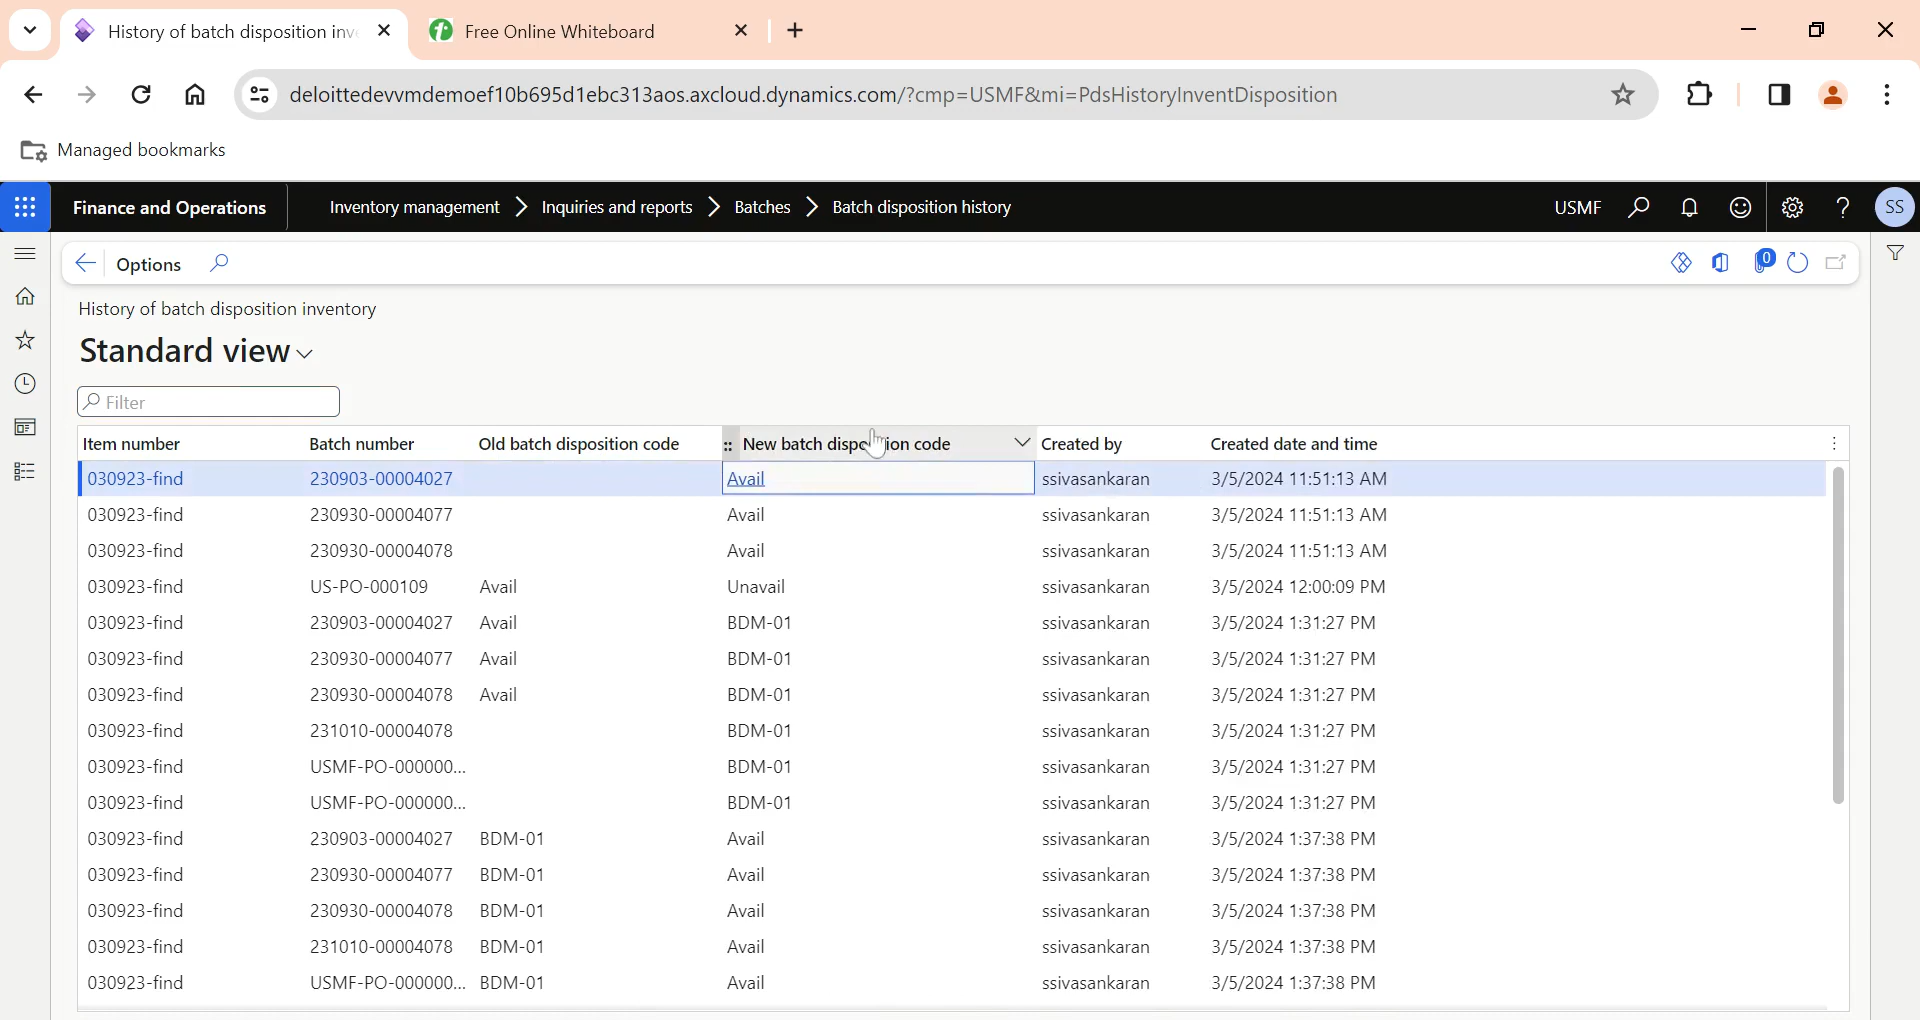 History of batch disposition inv
Free Online Whiteboard
deloittedevvmdemoef10b695d1ebc313aos.axcloud.dynamics.com/?cmp=USMF&mi=PdsHistoryInventDisposition
Managed bookmarks
Finance and Operations Inventory management Inquiries and reports Batches Batch disposition history USMF ? SS
Options 0
History of batch disposition inventory
Standard view
Filter
Item number Batch number Old batch disposition code New batch disposition code Created by Created date and time
030923-find 230903-00004027 Avail ssivasankaran 3/5/2024 11:51:13 AM
030923-find 230930-00004077 Avail ssivasankaran 3/5/2024 11:51:13 AM
030923-find 230930-00004078 Avail ssivasankaran 3/5/2024 11:51:13 AM
030923-find US-PO-000109 Avail Unavail ssivasankaran 3/5/2024 12:00:09 PM
030923-find 230903-00004027 Avail BDM-01 ssivasankaran 3/5/2024 1:31:27 PM
030923-find 230930-00004077 Avail BDM-01 ssivasankaran 3/5/2024 1:31:27 PM
030923-find 230930-00004078 Avail BDM-01 ssivasankaran 3/5/2024 1:31:27 PM
030923-find 231010-00004078 BDM-01 ssivasankaran 3/5/2024 1:31:27 PM
030923-find USMF-PO-000000... BDM-01 ssivasankaran 3/5/2024 1:31:27 PM
030923-find USMF-PO-000000... BDM-01 ssivasankaran 3/5/2024 1:31:27 PM
030923-find 230903-00004027 BDM-01 Avail ssivasankaran 3/5/2024 1:37:38 PM
030923-find 230930-00004077 BDM-01 Avail ssivasankaran 3/5/2024 1:37:38 PM
030923-find 230930-00004078 BDM-01 Avail ssivasankaran 3/5/2024 1:37:38 PM
030923-find 231010-00004078 BDM-01 Avail ssivasankaran 3/5/2024 1:37:38 PM
030923-find USMF-PO-000000... BDM-01 Avail ssivasankaran 3/5/2024 1:37:38 PM